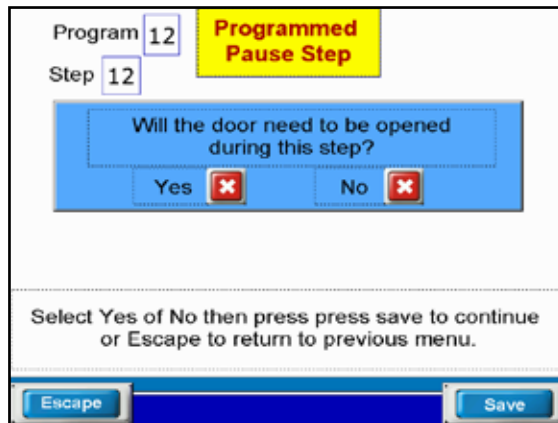 Program 12
Programmed
Pause Step
Step 12
Will the door need to be opened
during this step?
Yes No
Select Yes of No then press press save to continue
or Escape to return to previous menu.
Escape Save